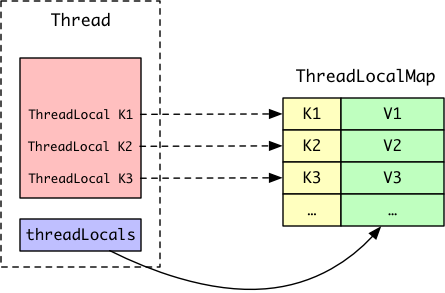 Thread
ThreadLocal K1
ThreadLocal K2
ThreadLocal K3
threadLocals
ThreadLocalMap
K1 V1
K2 V2
K3 V3
… …